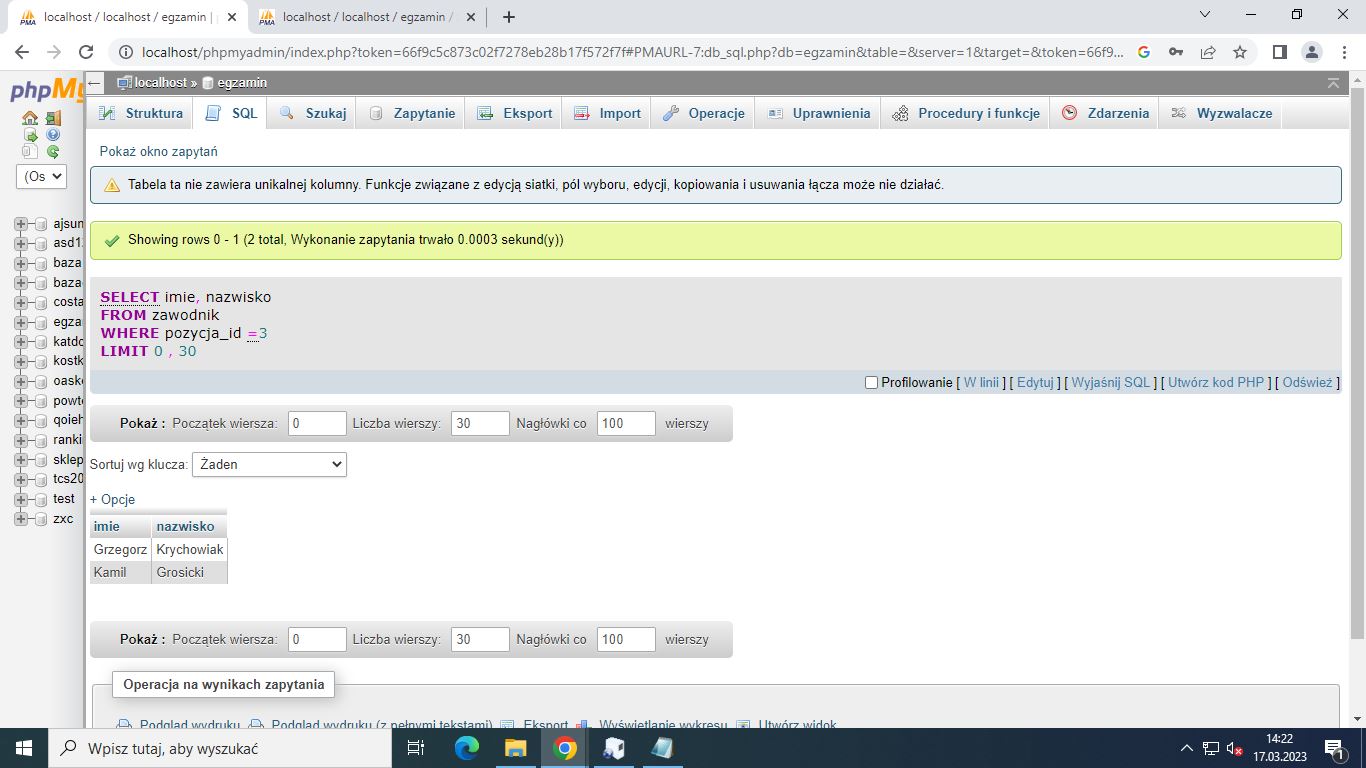 localhost / localhost / egzamin |
localhost / localhost / egzamin /
localhost/phpmyadmin/index.php?token=66f9c5c873c02f7278eb28b17f572f7f#PMAURL-7:db_sql.php?db=egzamin&table=&server=1&target=&token=66f9...
phpMy
localhost » egzamin
Struktura SQL Szukaj Zapytanie Eksport Import Operacje Uprawnienia Procedury i funkcje Zdarzenia Wyzwalacze
(Os
ajsun
asd12
baza
baza
costa
egza
katdo
kostk
oask
powt
qoieh
rankin
sklep
tcs20
test
zxc
Pokaż okno zapytań
Tabela ta nie zawiera unikalnej kolumny. Funkcje związane z edycją siatki, pól wyboru, edycji, kopiowania i usuwania łącza może nie działać.
Showing rows 0 - 1 (2 total, Wykonanie zapytania trwało 0.0003 sekund(y))
SELECT imie, nazwisko
FROM zawodnik
WHERE pozycja_id =3
LIMIT 0 , 30
Profilowanie [ W linii ] [ Edytuj ] [ Wyjaśnij SQL ] [ Utwórz kod PHP ] [ Odśwież ]
Pokaż : Początek wiersza: 0 Liczba wierszy: 30 Nagłówki co 100 wierszy
Sortuj wg klucza: Żaden
+ Opcje
imie nazwisko
Grzegorz Krychowiak
Kamil Grosicki
Pokaż : Początek wiersza: 0 Liczba wierszy: 30 Nagłówki co 100 wierszy
Operacja na wynikach zapytania
Podgląd wydruku Podgląd wydruku (z pełnymi tekstami) Eksport Wyświetlanie wykresu Utwórz widok
Wpisz tutaj, aby wyszukać
14:22
17.03.2023
1